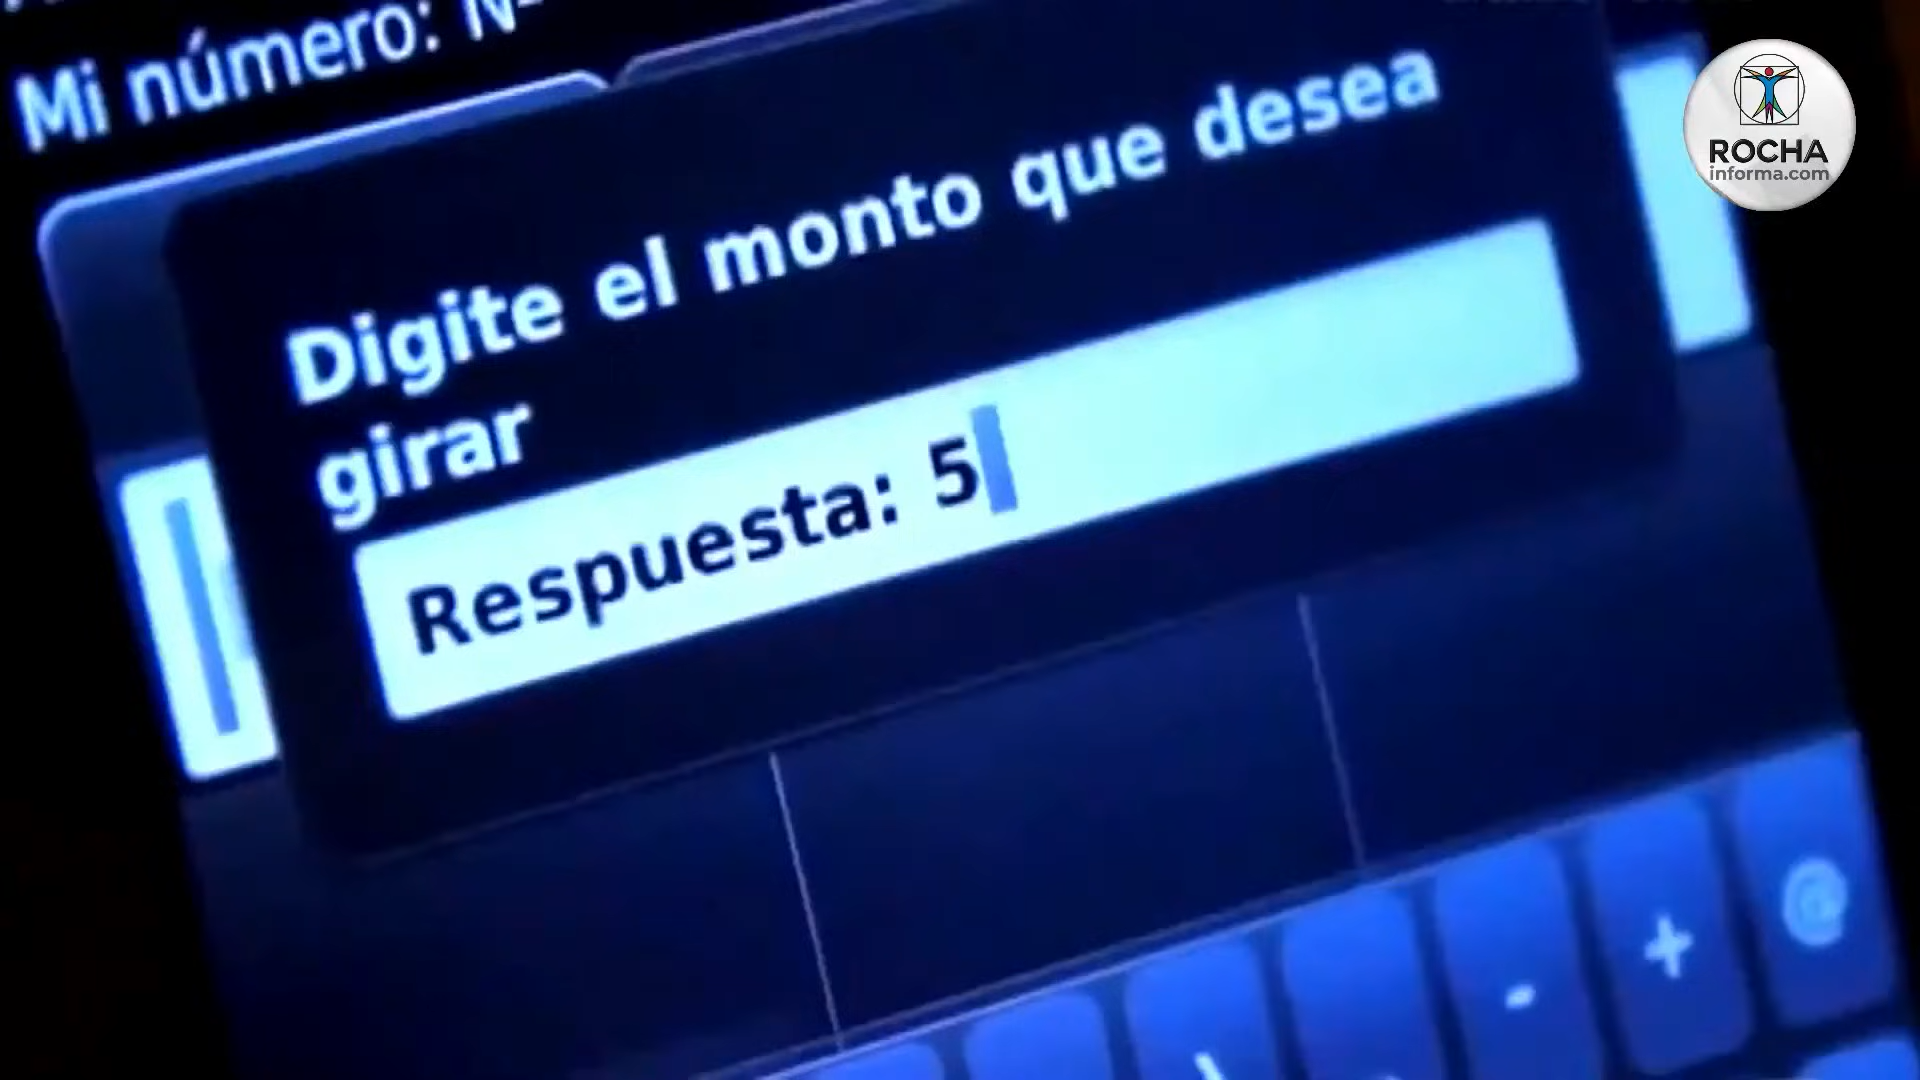 Mi número:
Digite el monto que desea
girar
Respuesta: 5
- + @
ROCHA
informa.com